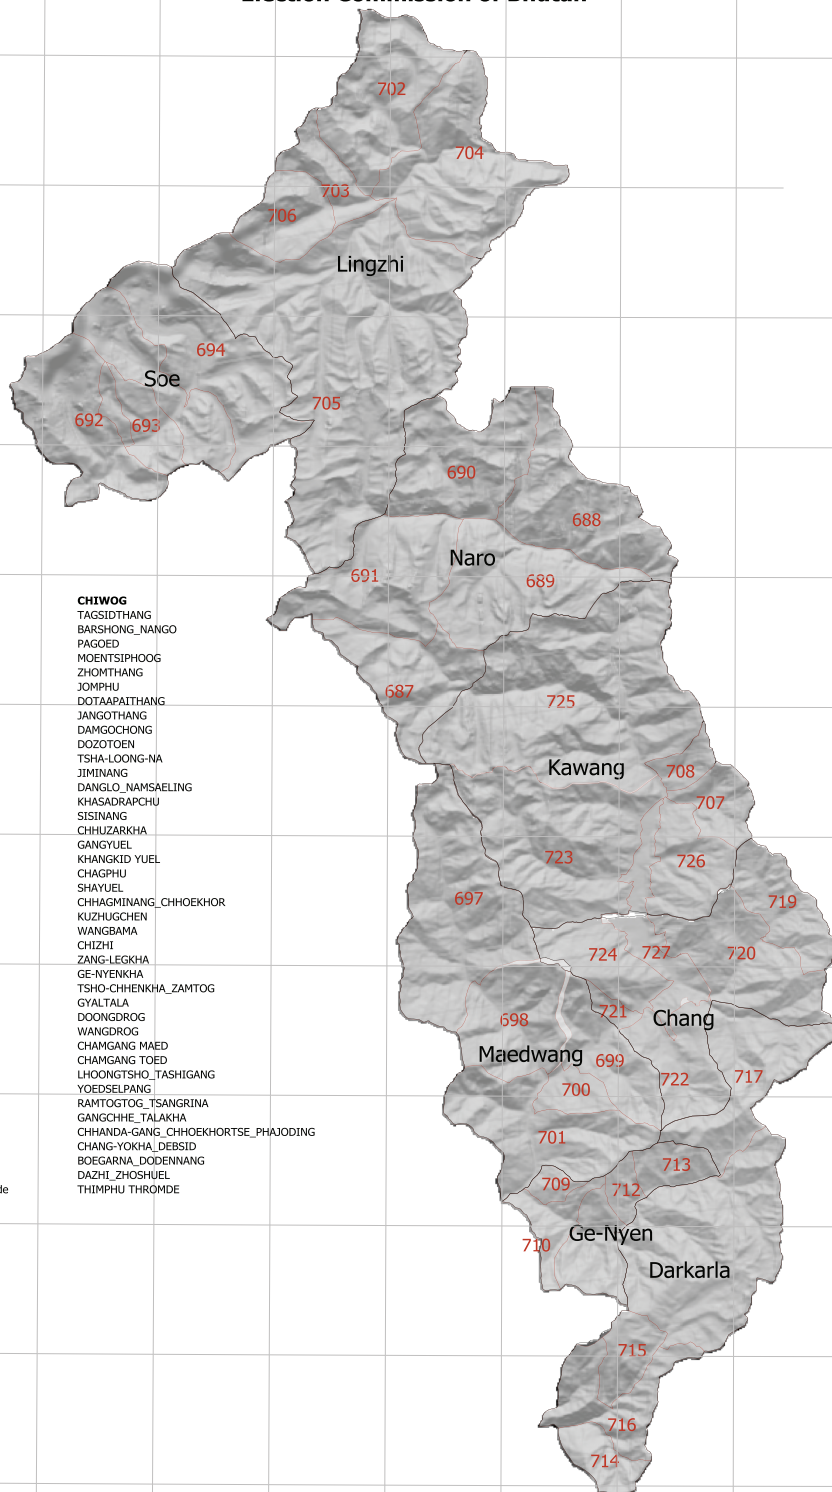 Election Commission of Bhutan
702
704
703
706
Lingzhi
694
Soe
705
692
693
690
688
Naro
691
689
687
725
Kawang
708
707
723
726
697
719
724
727
720
698
721
Chang
Maedwang
699
717
700
722
701
713
709
712
Ge-Nyen
710
Darkarla
715
716
714
CHIWOG
TAGSIDTHANG
BARSHONG_NANGO
PAGOED
MOENTSIPHOOG
ZHOMTHANG
JOMPHU
DOTAAPAITHANG
JANGOTHANG
DAMGOCHONG
DOZOTOEN
TSHA-LOONG-NA
JIMINANG
DANGLO_NAMSAELING
KHASADRAPCHU
SISINANG
CHHUZARKHA
GANGYUEL
KHANGKID YUEL
CHAGPHU
SHAYUEL
CHHAGMINANG_CHHOEKHOR
KUZHUGCHEN
WANGBAMA
CHIZHI
ZANG-LEGKHA
GE-NYENKHA
TSHO-CHHENKHA_ZAMTOG
GYALTALA
DOONGDROG
WANGDROG
CHAMGANG MAED
CHAMGANG TOED
LHOONGTSHO_TASHIGANG
YOEDSELPANG
RAMTOGTOG_TSANGRINA
GANGCHHE_TALAKHA
CHHANDA-GANG_CHHOEKHORTSE_PHAJODING
CHANG-YOKHA_DEBSID
BOEGARNA_DODENNANG
DAZHI_ZHOSHUEL
de THIMPHU THROMDE